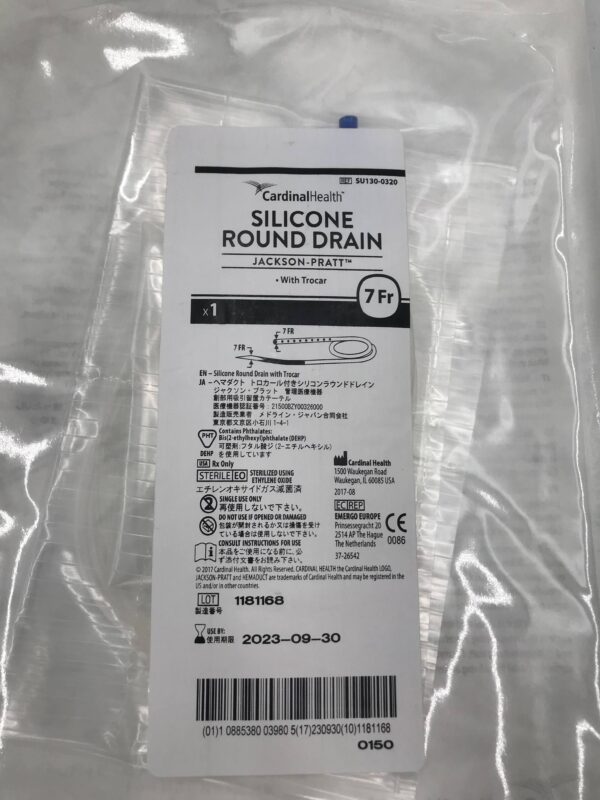 REF SU130-0320
CardinalHealth™
SILICONE
ROUND DRAIN
JACKSON-PRATT™
• With Trocar
7 Fr
x 1
7 FR
7 FR
EN – Silicone Round Drain with Trocar
JA – ヘマダクト トロカール付きシリコンラウンドドレイン
ジャクソン・プラット 管理医療機器
創部用吸引留置カテーテル
医療機器認証番号：21500BZY00326000
製造販売業者 メドライン・ジャパン合同会社
東京都文京区小石川 1-4-1
PHT
DEHP
Contains Phthalates:
Bis(2-ethylhexyl)phthalate (DEHP)
可塑剤:フタル酸ジ (2-エチルヘキシル)
を使用しています。
USA Rx Only
STERILE EO STERILIZED USING
ETHYLENE OXIDE
エチレンオキサイドガス滅菌済
SINGLE USE ONLY
再使用しないで下さい。
DO NOT USE IF OPENED OR DAMAGED
包装が開封されるか又は損傷を受け
ている場合は使用しないで下さい。
CONSULT INSTRUCTIONS FOR USE
本品をご使用になる前に、必
ず添付文書をお読み下さい。
Cardinal Health
1500 Waukegan Road
Waukegan, IL 60085 USA
2017-08
EC REP
EMERGO EUROPE
Prinsessegracht 20
2514 AP The Hague
The Netherlands
CE
0086
37-26542
© 2017 Cardinal Health. All Rights Reserved. CARDINAL HEALTH the Cardinal Health LOGO,
JACKSON-PRATT and HEMADUCT are trademarks of Cardinal Health and may be registered in the
US and/or in other countries.
LOT 1181168
製造番号
USE BY:
使用期限 2023-09-30
(01)1 0885380 03980 5(17)230930(10)1181168
0150